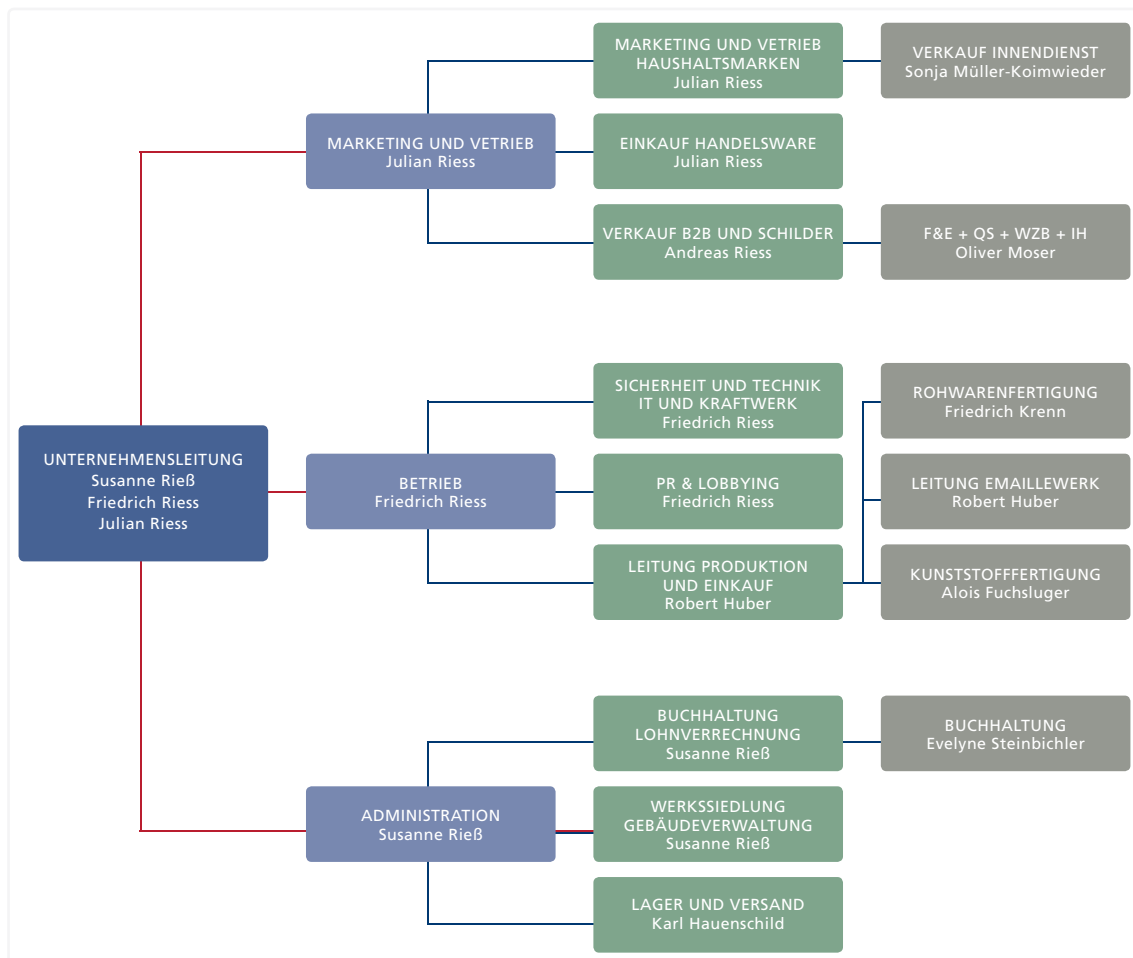 MARKETING UND VETRIEB
HAUSHALTSMARKEN
Julian Riess
VERKAUF INNENDIENST
Sonja Müller-Koimwieder
MARKETING UND VETRIEB
Julian Riess
EINKAUF HANDELSWARE
Julian Riess
VERKAUF B2B UND SCHILDER
Andreas Riess
F&E + QS + WZB + IH
Oliver Moser
SICHERHEIT UND TECHNIK
IT UND KRAFTWERK
Friedrich Riess
ROHWARENFERTIGUNG
Friedrich Krenn
UNTERNEHMENSLEITUNG
Susanne Rieß
Friedrich Riess
Julian Riess
BETRIEB
Friedrich Riess
PR & LOBBYING
Friedrich Riess
LEITUNG EMAILLEWERK
Robert Huber
LEITUNG PRODUKTION
UND EINKAUF
Robert Huber
KUNSTSTOFFFERTIGUNG
Alois Fuchsluger
BUCHHALTUNG
LOHNVERRECHNUNG
Susanne Rieß
BUCHHALTUNG
Evelyne Steinbichler
ADMINISTRATION
Susanne Rieß
WERKSSIEDLUNG
GEBÄUDEVERWALTUNG
Susanne Rieß
LAGER UND VERSAND
Karl Hauenschild